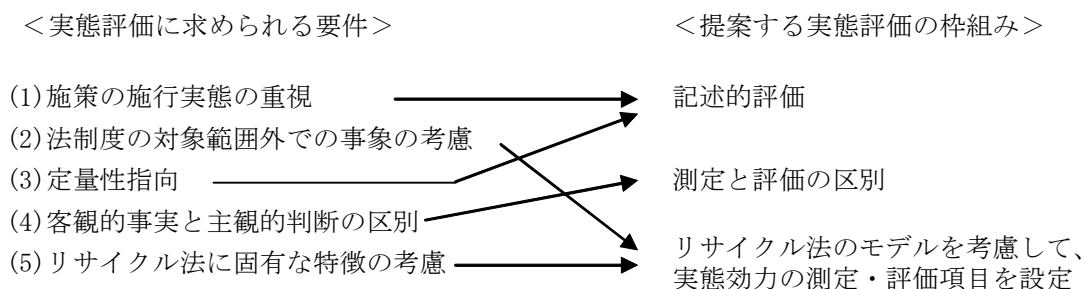 ＜実態評価に求められる要件＞
＜提案する実態評価の枠組み＞
(1)施策の施行実態の重視
記述的評価
(2)法制度の対象範囲外での事象の考慮
(3)定量性指向
測定と評価の区別
(4)客観的事実と主観的判断の区別
(5)リサイクル法に固有な特徴の考慮
リサイクル法のモデルを考慮して、
実態効力の測定・評価項目を設定